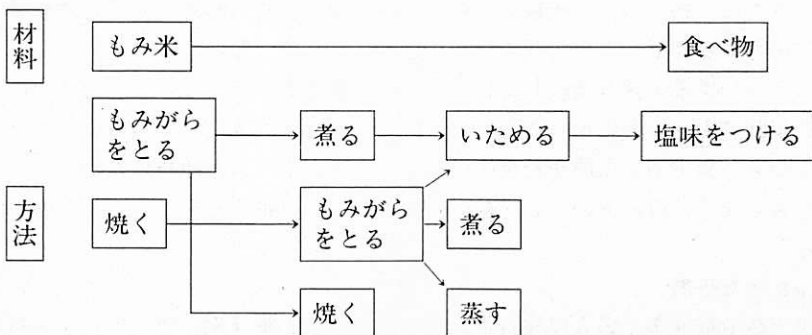 材料
もみ米
食べ物
もみがら
をとる
煮る
いためる
塩味をつける
方法
焼く
もみがら
をとる
煮る
焼く
蒸す